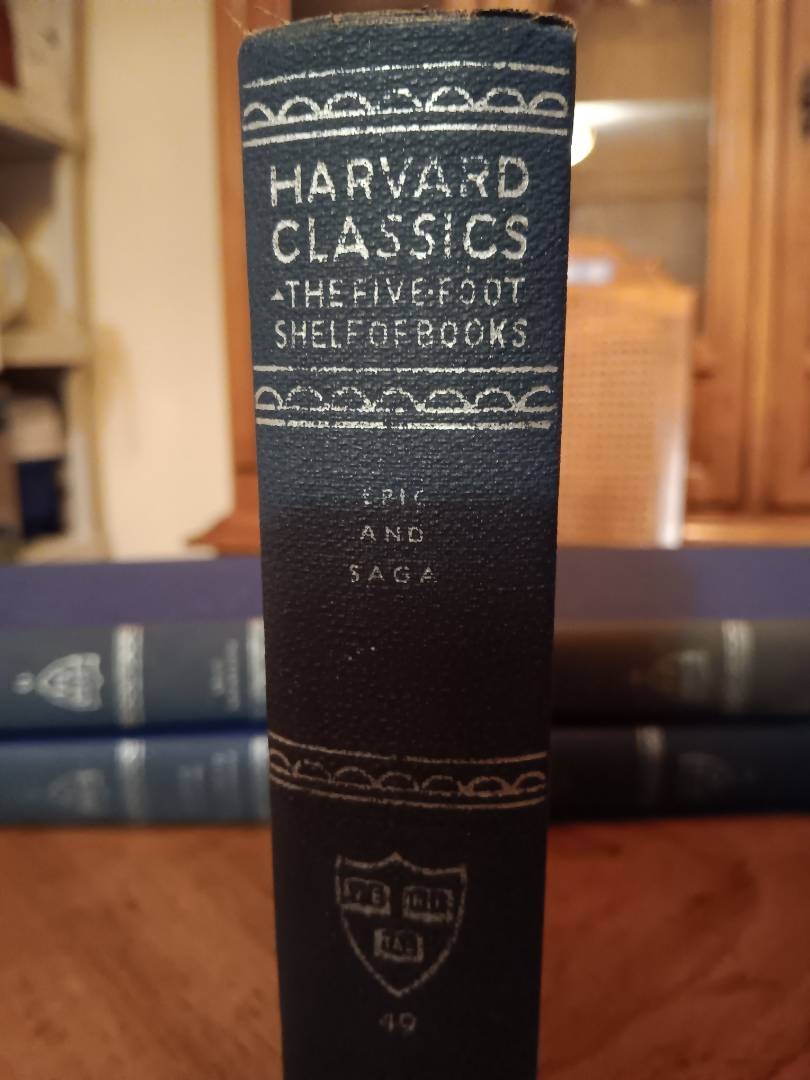 HARVARD
CLASSICS
THE FIVE·FOOT
SHELF OF BOOKS
EPIC
AND
SAGA
VE RI
TAS
49